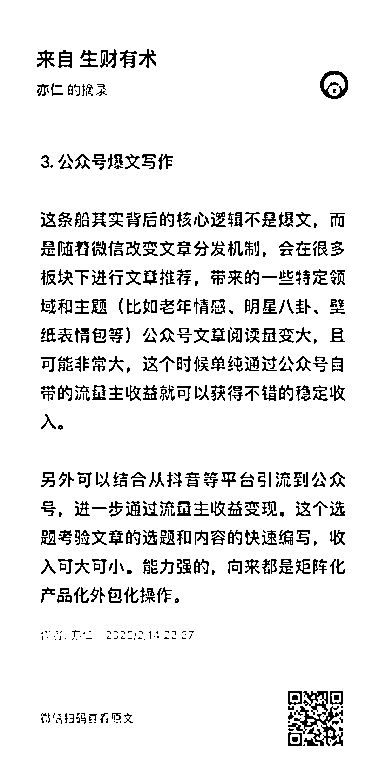 来自 生财有术
亦仁 的摘录
3. 公众号爆文写作
这条船其实背后的核心逻辑不是爆文，而
是随着微信改变文章分发机制，会在很多
板块下进行文章推荐，带来的一些特定领
域和主题（比如老年情感、明星八卦、壁
纸表情包等）公众号文章阅读量变大，且
可能非常大，这个时候单纯通过公众号自
带的流量主收益就可以获得不错的稳定收
入。
另外可以结合从抖音等平台引流到公众
号，进一步通过流量主收益变现。这个选
题考验文章的选题和内容的快速编写，收
入可大可小。能力强的，向来都是矩阵化
产品化外包化操作。
作者: 亦仁
微信扫码查看原文